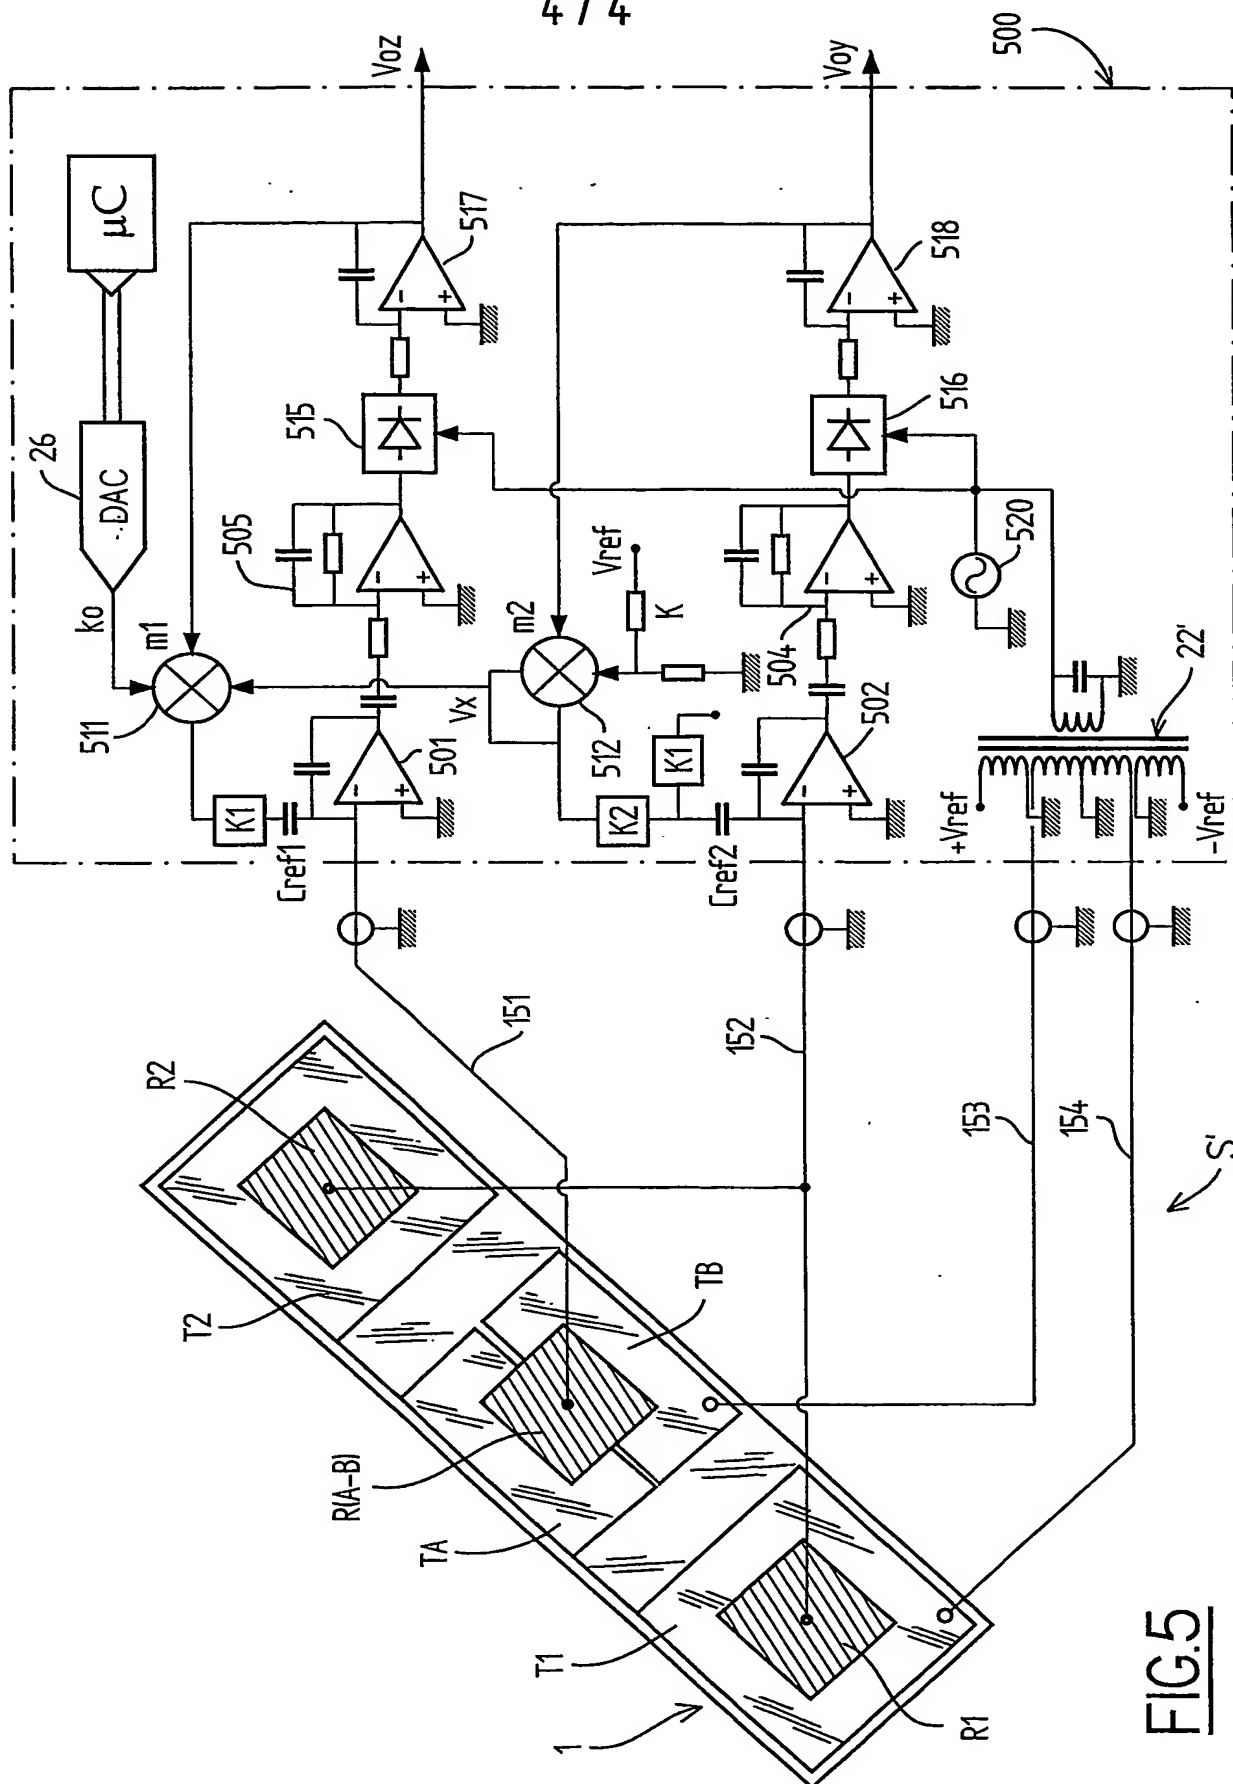 4 / 4
500
Voz
Voy
µC
DAC
26
ko
m1
511
K1
Cref1
501
505
515
517
Vx
m2
512
Vref
K
K1
K2
Cref2
502
504
516
518
520
22'
+Vref
-Vref
151
152
153
154
S'
R2
T2
TB
R(A-B)
TA
T1
R1
1
FIG.5